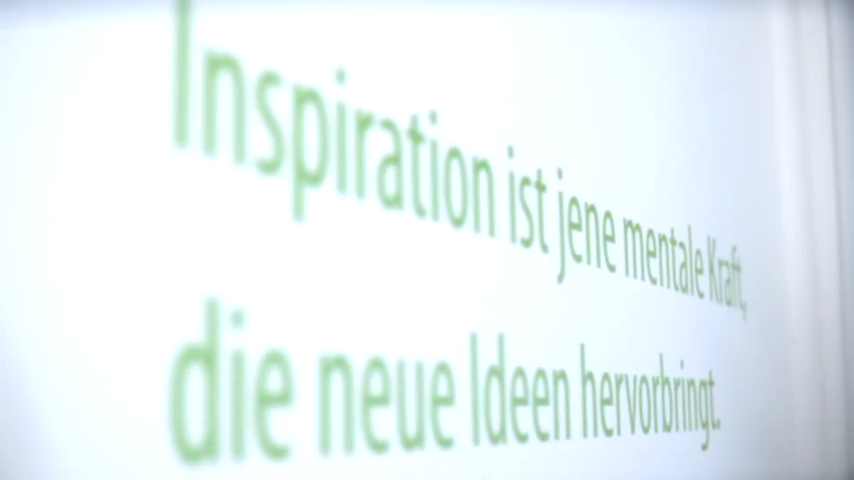 Inspiration ist jene mentale Kraft,
die neue Ideen hervorbringt.